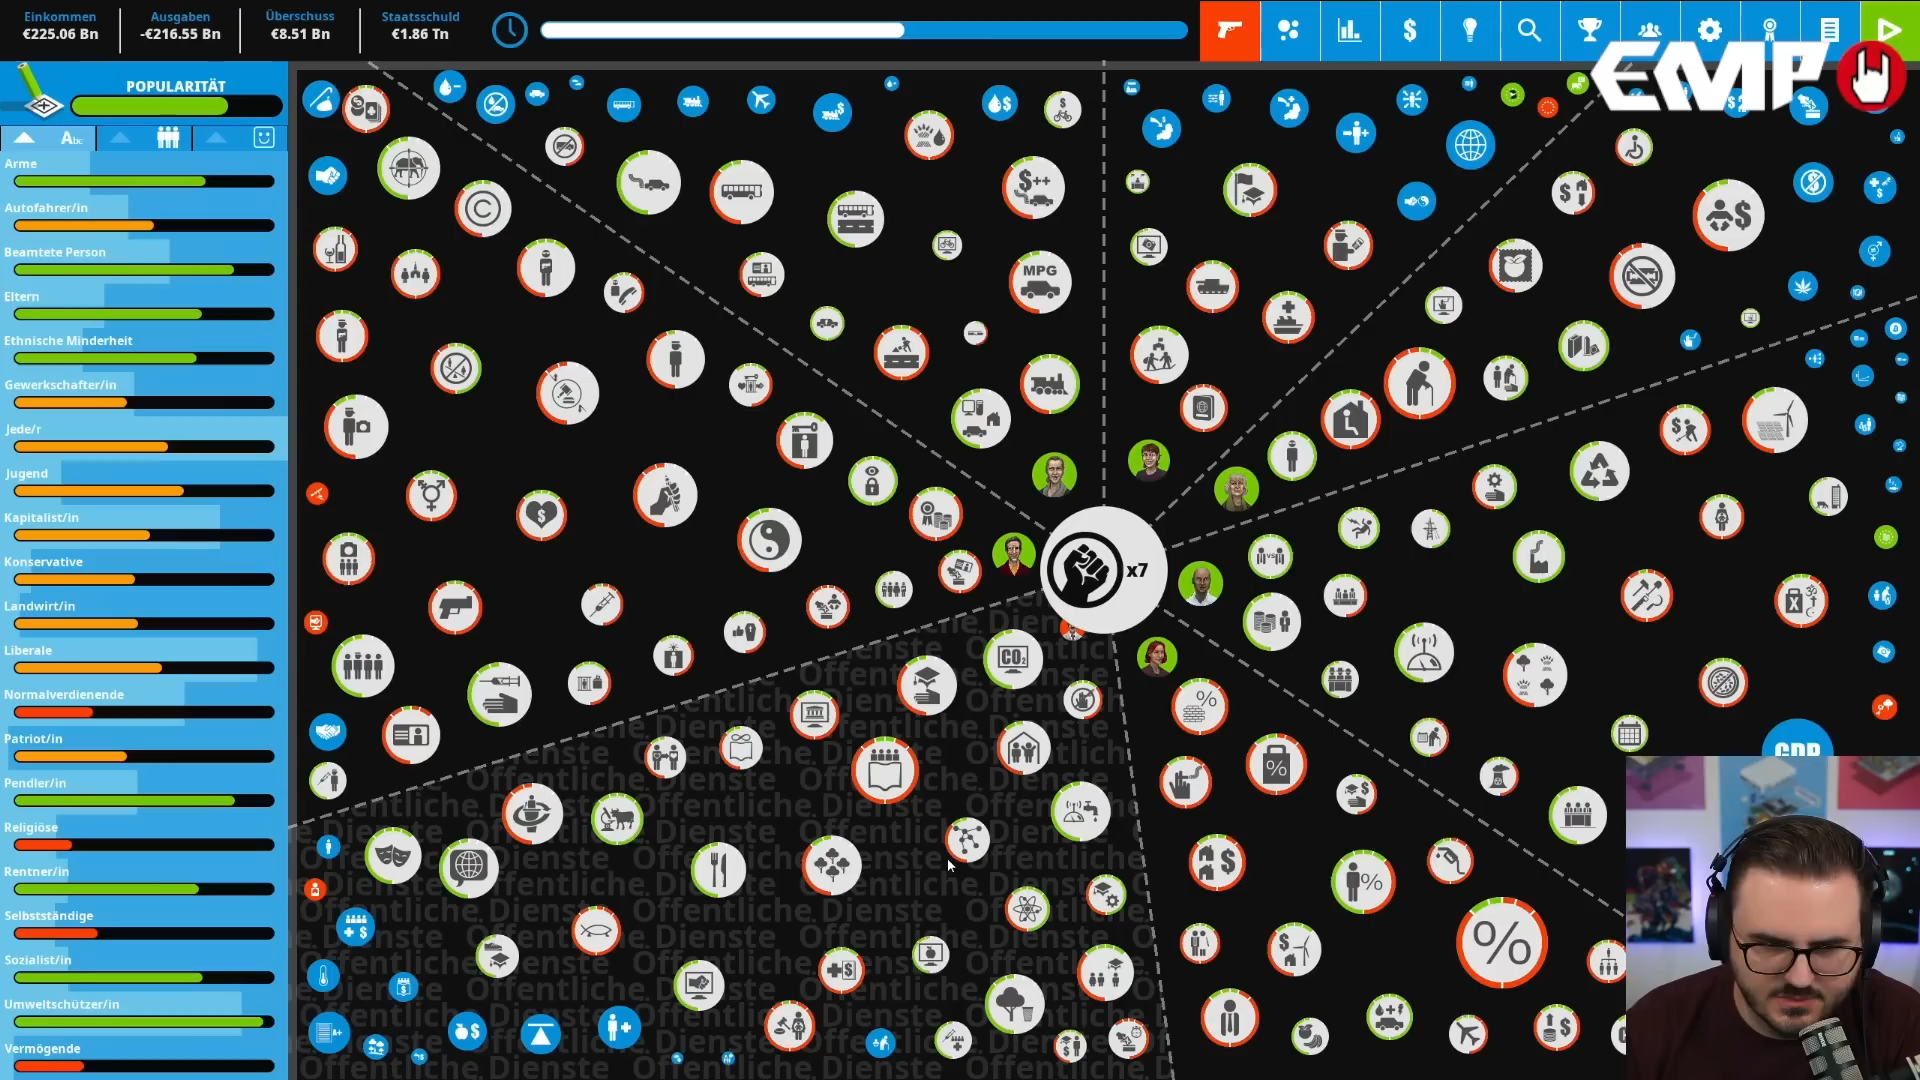 Einkommen
€225.06 Bn
Ausgaben
-€216.55 Bn
Überschuss
€8.51 Bn
Staatsschuld
€1.86 Tn
EMP
POPULARITÄT
Abc
Arme
Autofahrer/in
Beamtete Person
Eltern
Ethnische Minderheit
Gewerkschafter/in
Jede/r
Jugend
Kapitalist/in
Konservative
Landwirt/in
Liberale
Normalverdienende
Patriot/in
Pendler/in
Religiöse
Rentner/in
Selbstständige
Sozialist/in
Umweltschützer/in
Vermögende
MPG
x7
CO₂
GDP
Öffentliche Dienste